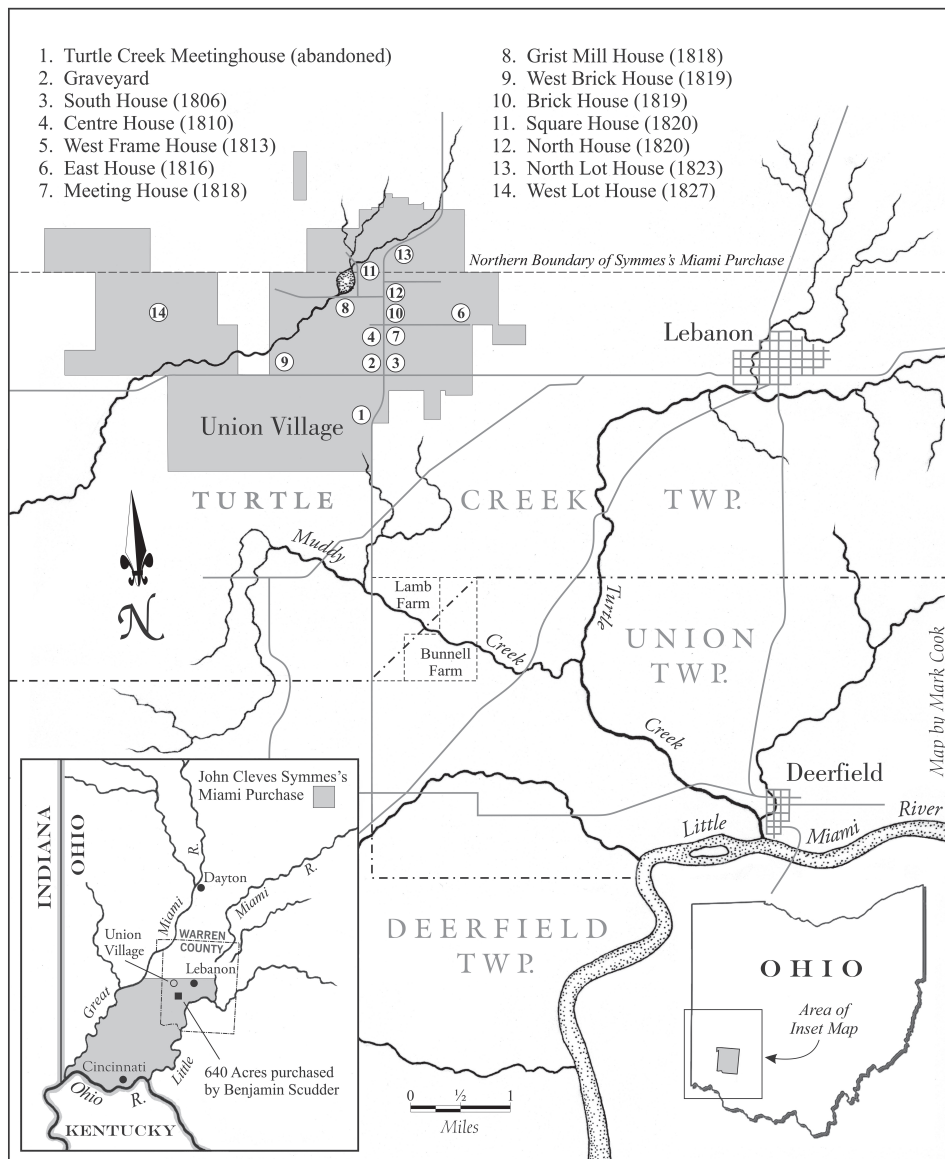 1. Turtle Creek Meetinghouse (abandoned)
2. Graveyard
3. South House (1806)
4. Centre House (1810)
5. West Frame House (1813)
6. East House (1816)
7. Meeting House (1818)
8. Grist Mill House (1818)
9. West Brick House (1819)
10. Brick House (1819)
11. Square House (1820)
12. North House (1820)
13. North Lot House (1823)
14. West Lot House (1827)
13
Northern Boundary of Symmes's Miami Purchase
11
12
8
14
10
6
4
7
Lebanon
9
2
3
1
Union Village
TURTLE
CREEK
TWP.
Muddy
N
Lamb
Farm
Turtle
Creek
Bunnell
Farm
UNION
TWP.
Creek
Map by Mark Cook
Deerfield
Little
Miami
River
DEERFIELD
TWP.
John Cleves Symmes's
Miami Purchase
INDIANA
OHIO
R.
Dayton
Miami
Miami
R.
WARREN
COUNTY
Union
Village
Lebanon
Great
Little
Cincinnati
640 Acres purchased
by Benjamin Scudder
Ohio
R.
KENTUCKY
0 ½ 1
Miles
OHIO
Area of
Inset Map